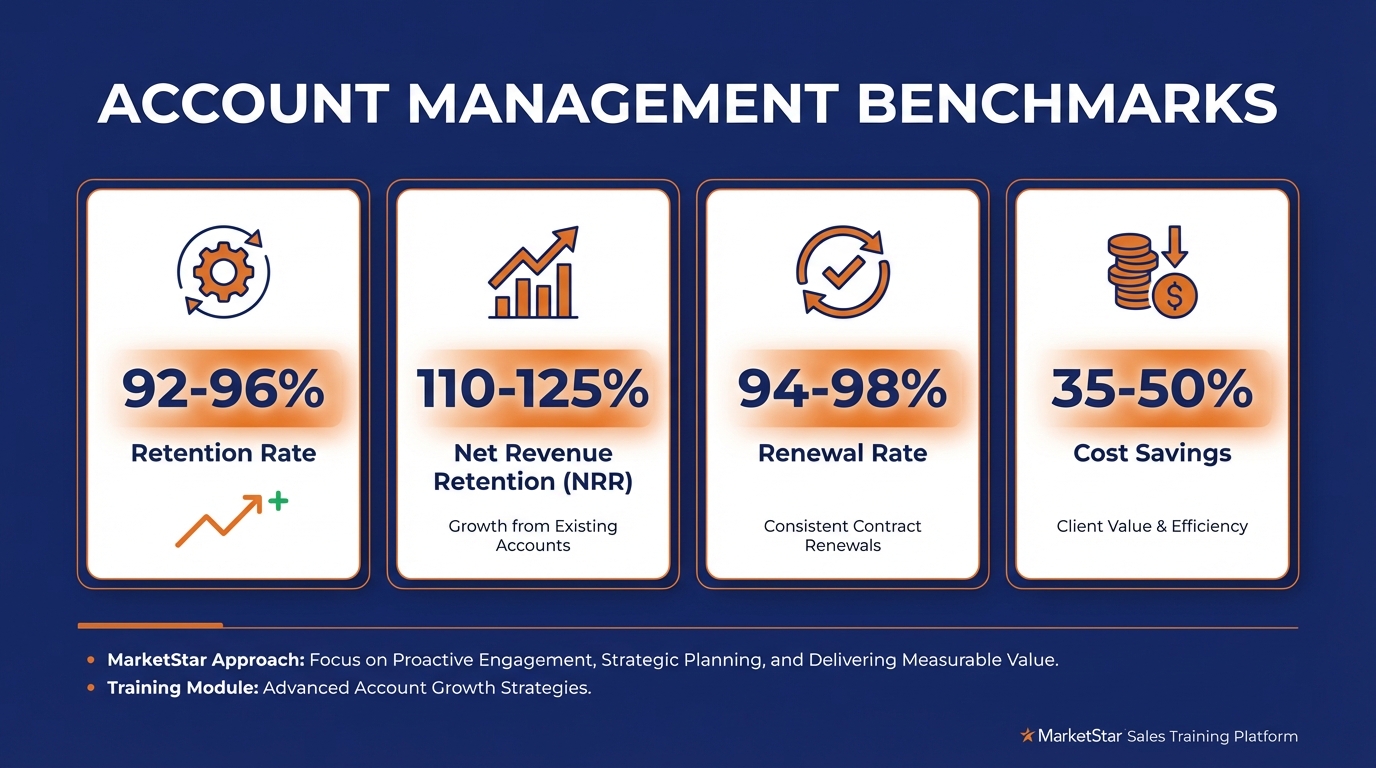 ACCOUNT MANAGEMENT BENCHMARKS
92-96%
Retention Rate
110-125%
Net Revenue
Retention (NRR)
Growth from Existing
Accounts
94-98%
Renewal Rate
Consistent Contract
Renewals
$
35-50%
Cost Savings
Client Value & Efficiency
• MarketStar Approach: Focus on Proactive Engagement, Strategic Planning, and Delivering Measurable Value.
• Training Module: Advanced Account Growth Strategies.
MarketStar Sales Training Platform